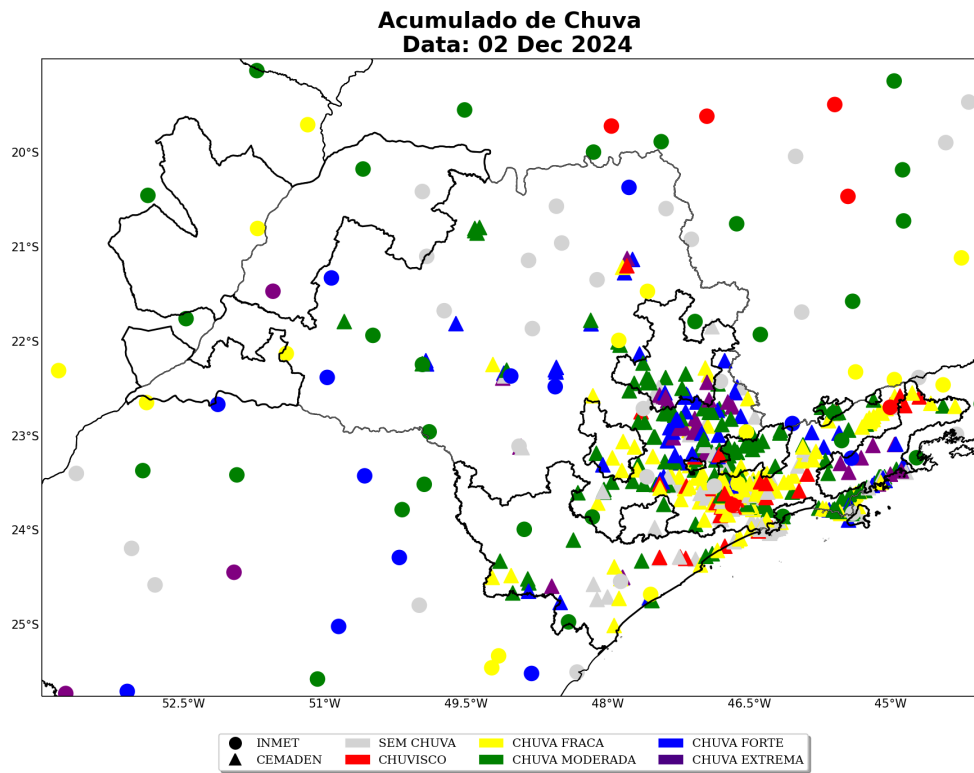 Acumulado de Chuva
Data: 02 Dec 2024
20°S
21°S
22°S
23°S
24°S
25°S
52.5°W 51°W 49.5°W 48°W 46.5°W 45°W
INMET SEM CHUVA CHUVA FRACA CHUVA FORTE
CEMADEN CHUVISCO CHUVA MODERADA CHUVA EXTREMA